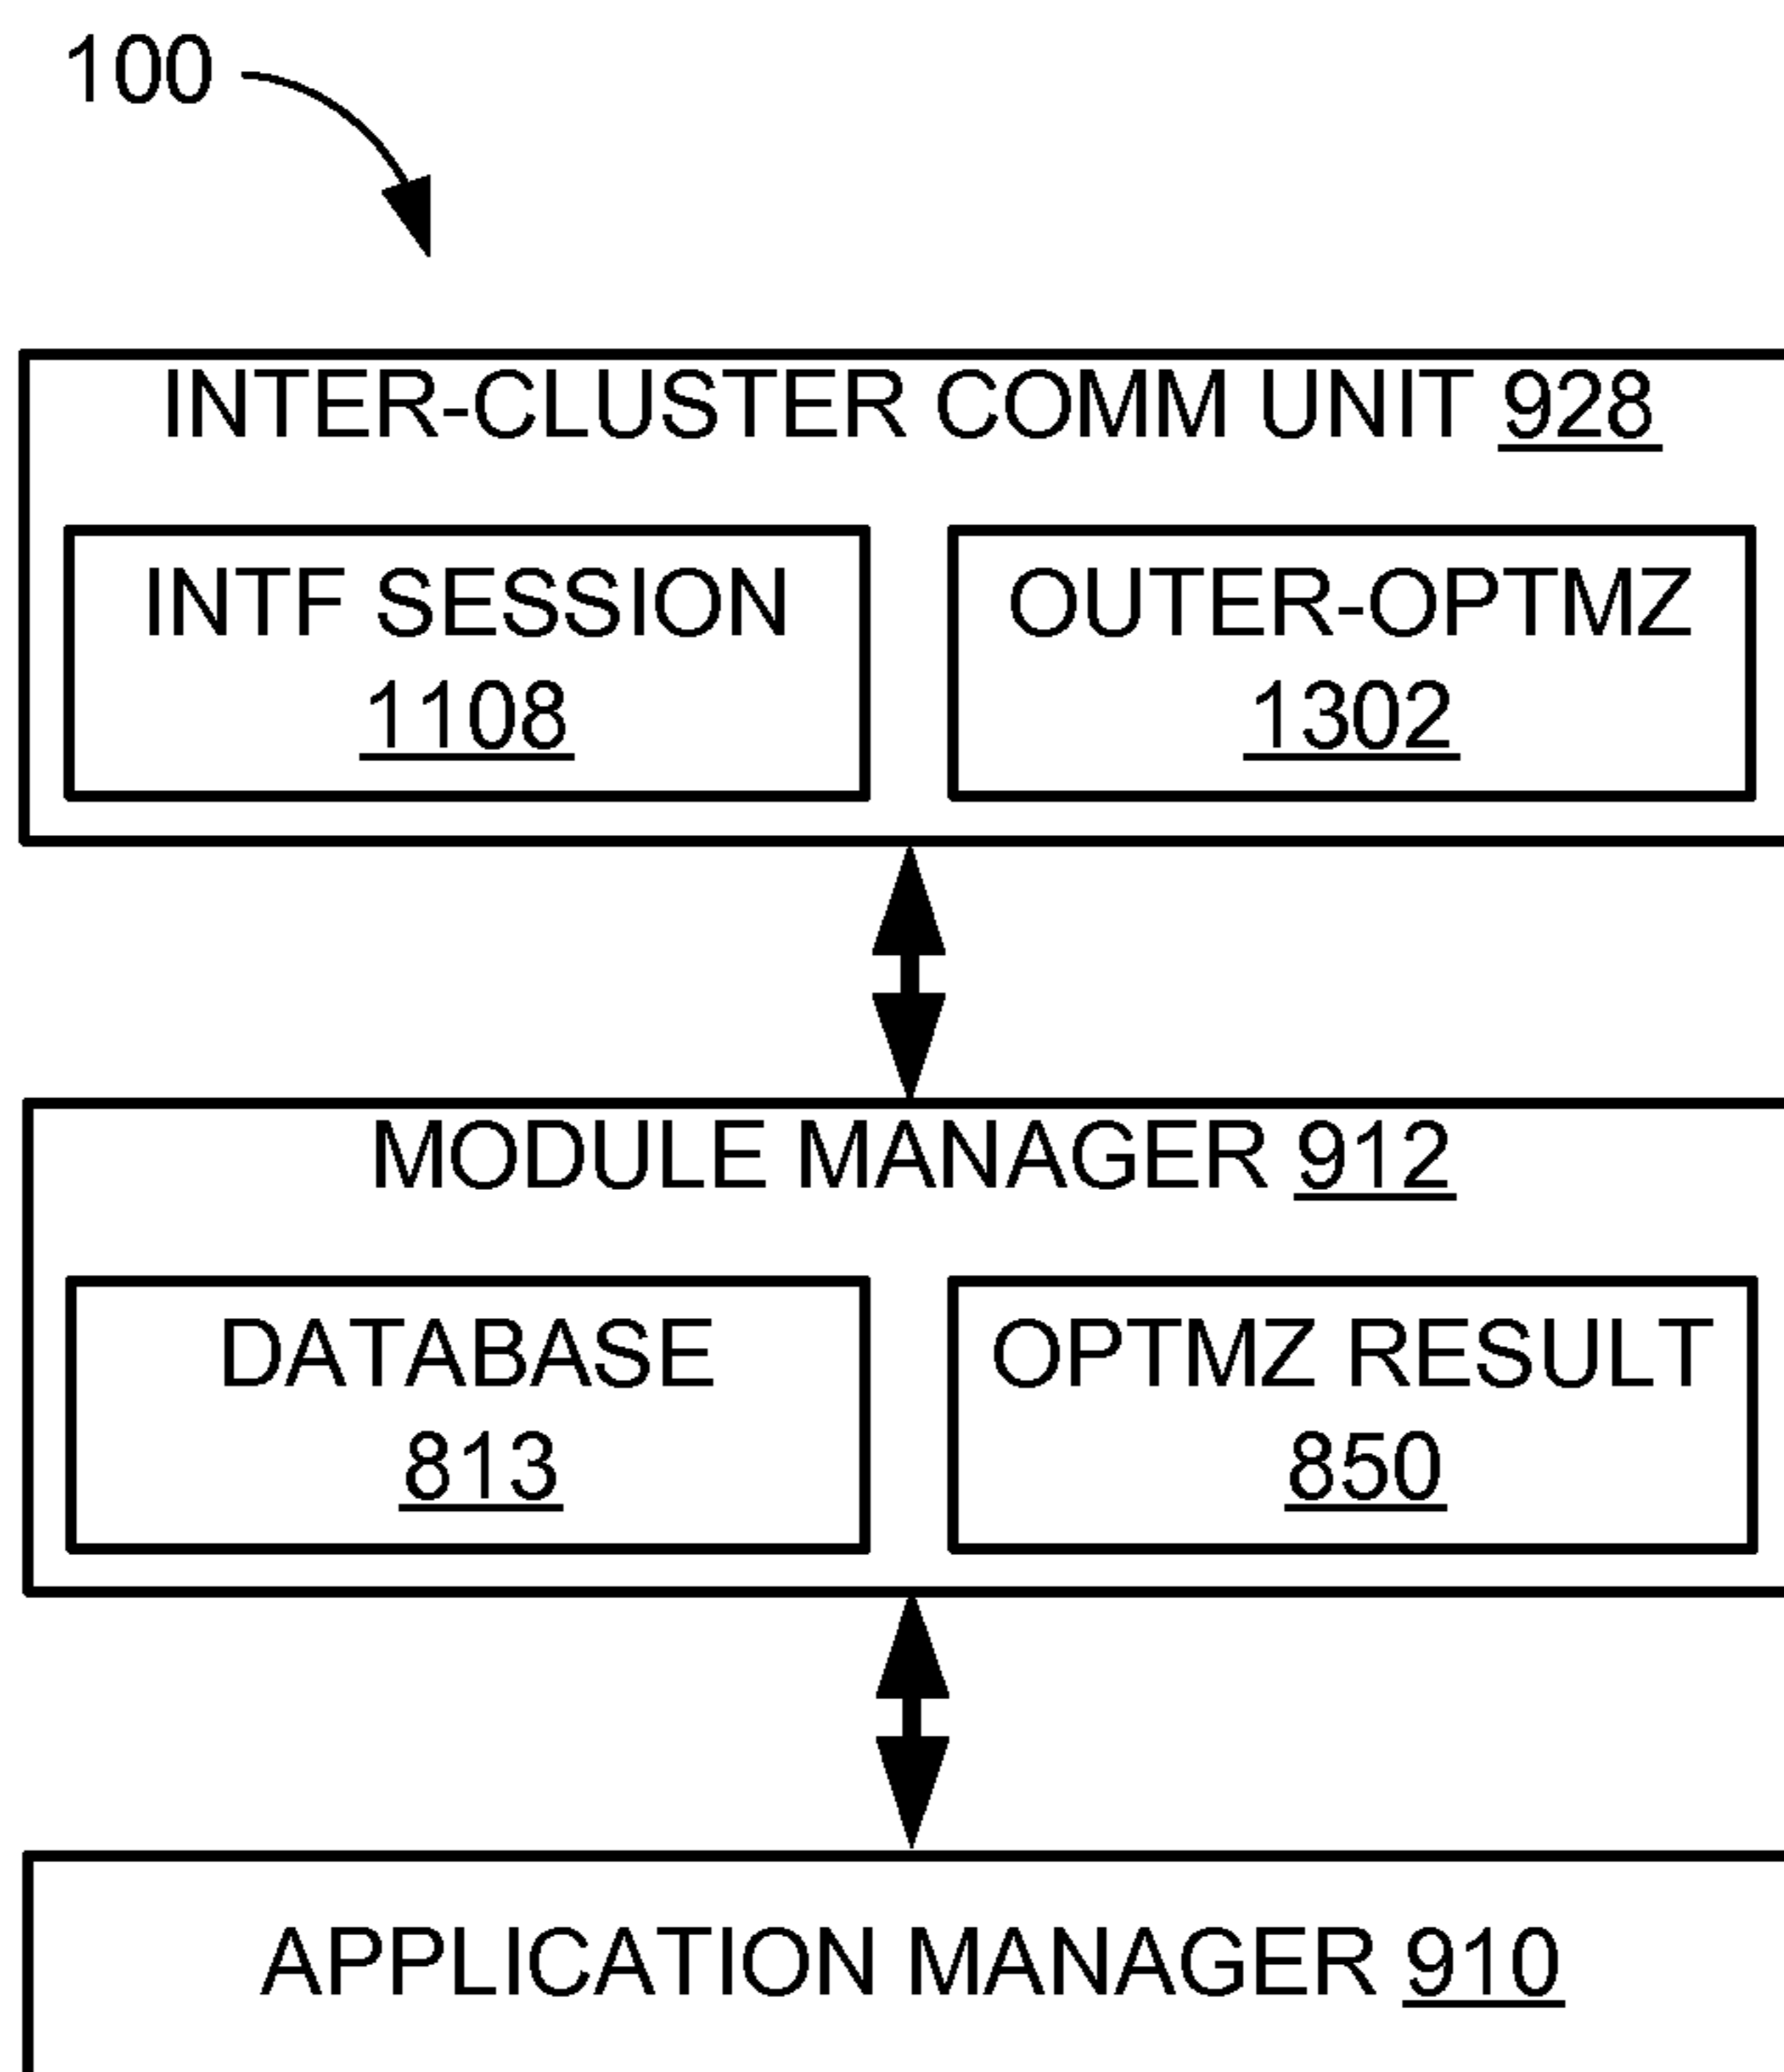 100
INTER-CLUSTER COMM UNIT 928
INTF SESSION
1108
OUTER-OPTMZ
1302
MODULE MANAGER 912
DATABASE
813
OPTMZ RESULT
850
APPLICATION MANAGER 910